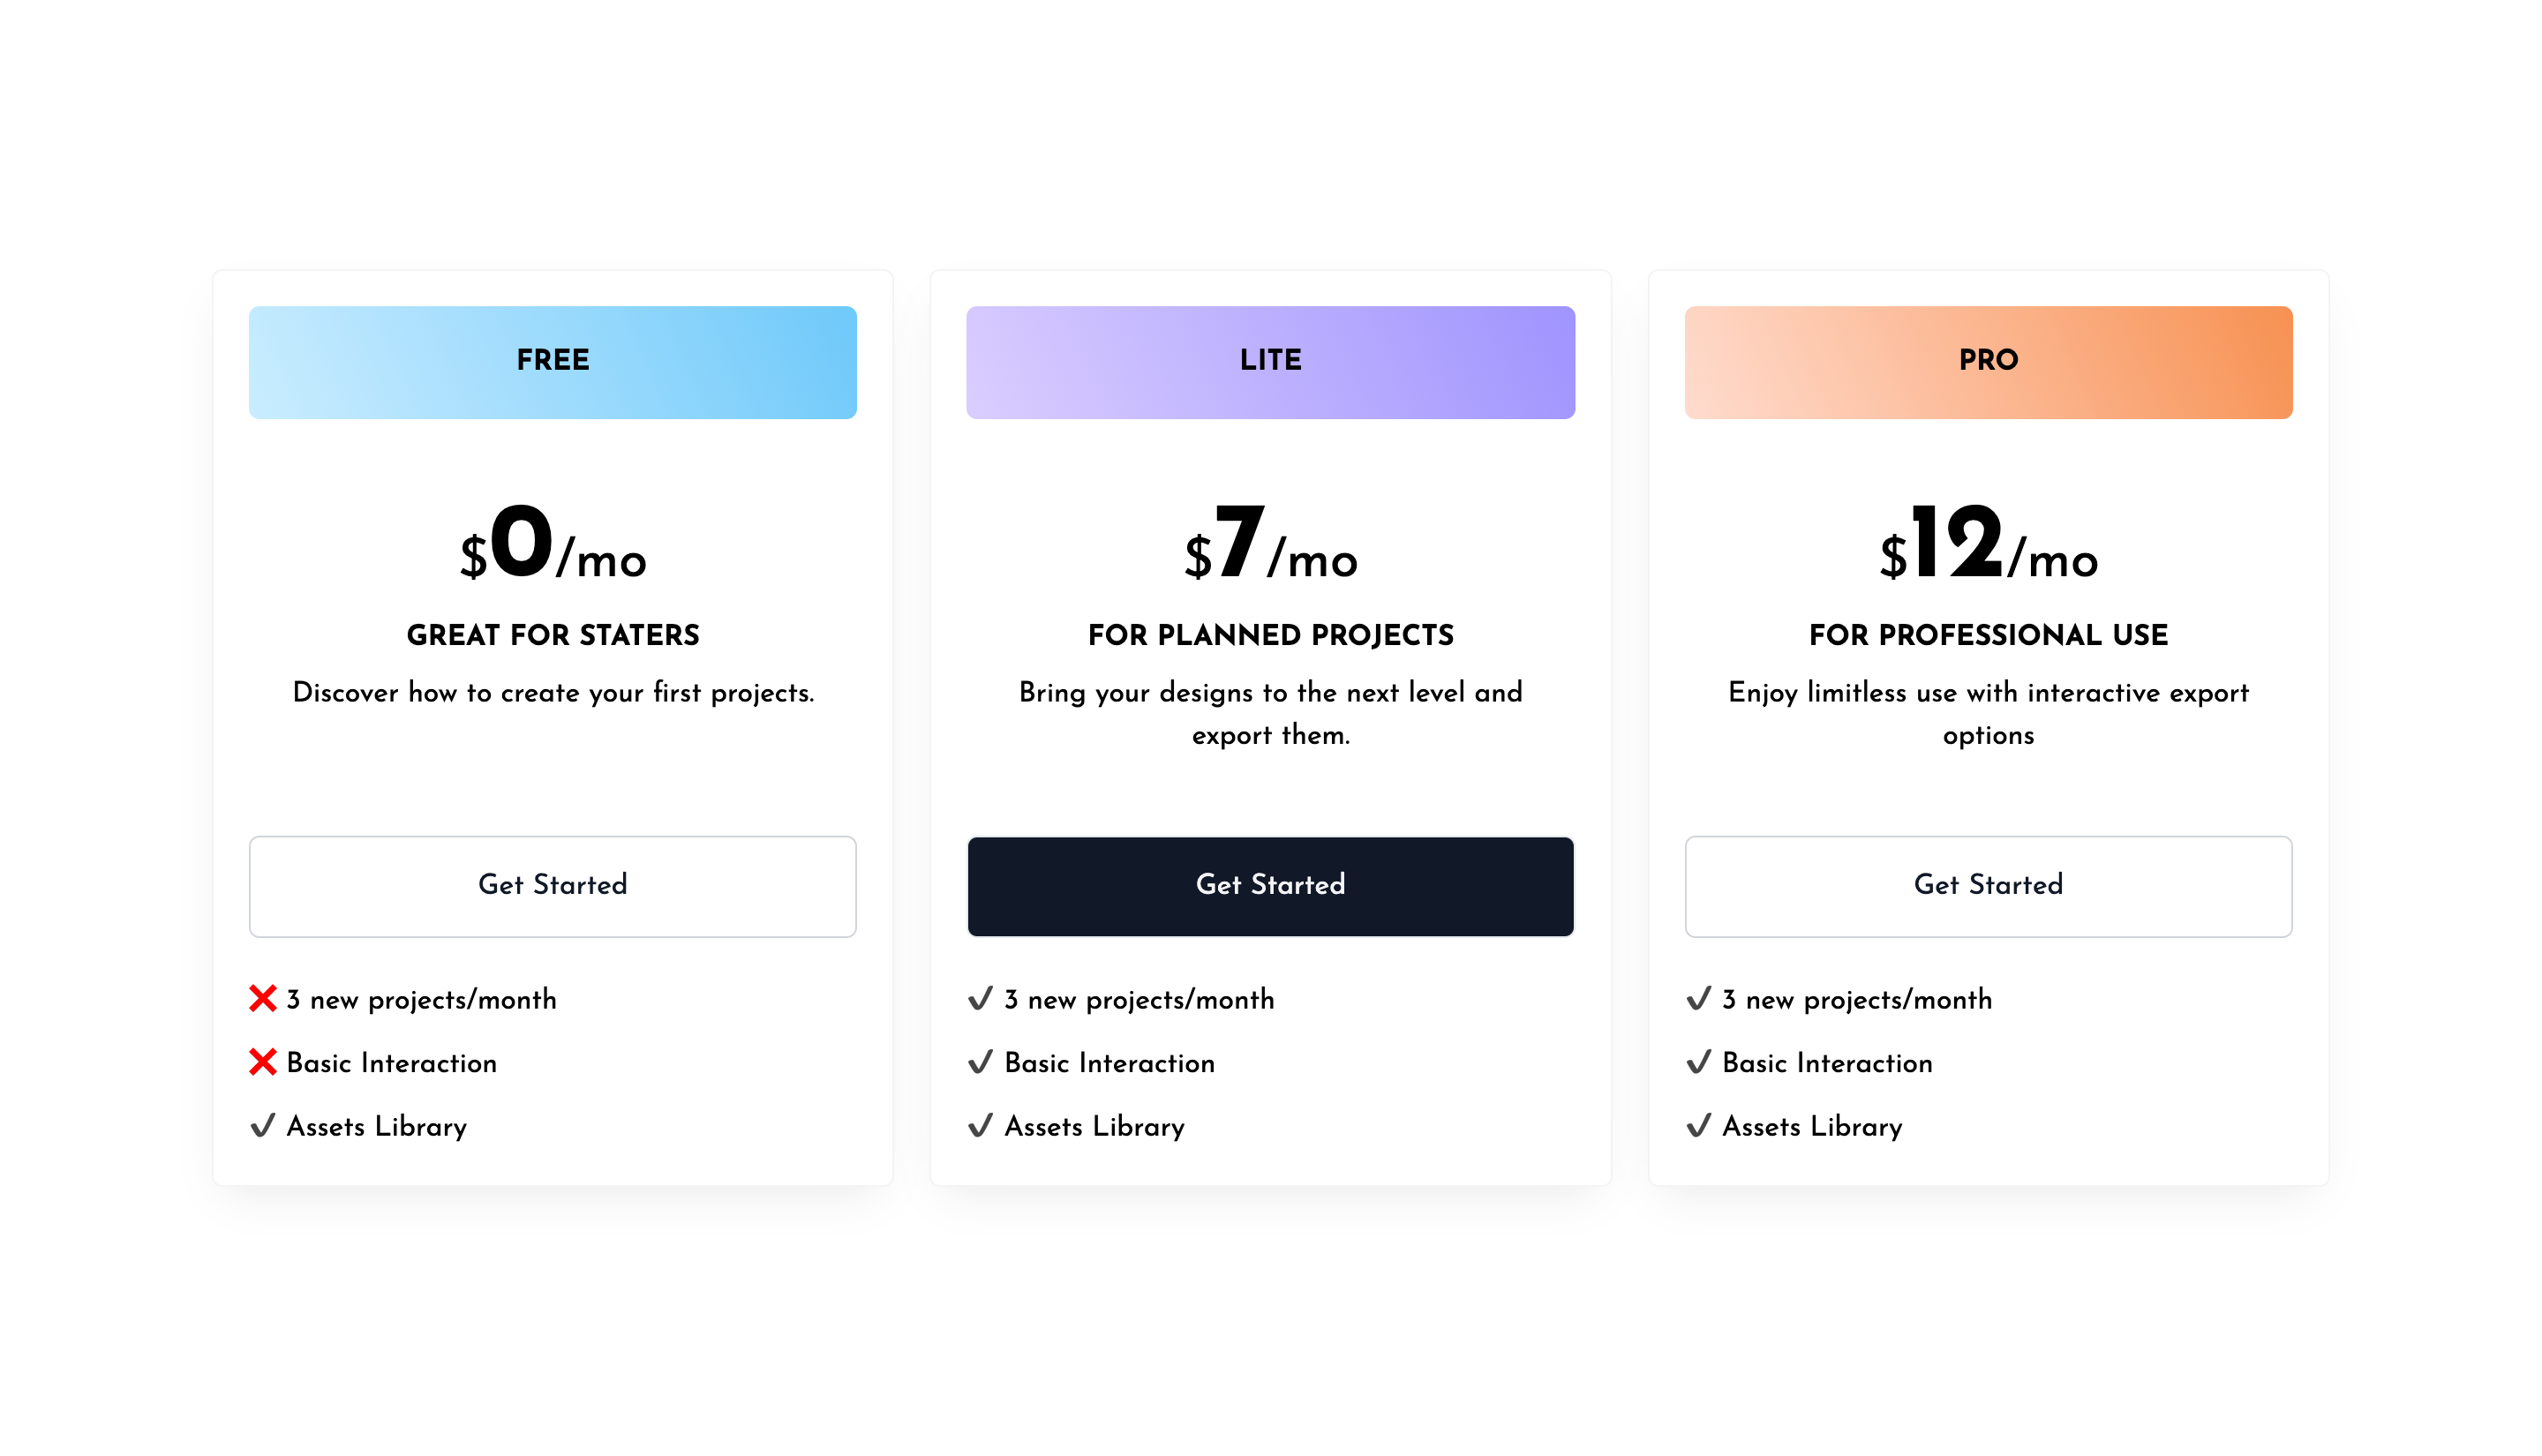 FREE
$0/mo
GREAT FOR STATERS
Discover how to create your first projects.
Get Started
❌ 3 new projects/month
❌ Basic Interaction
✔ Assets Library
LITE
$7/mo
FOR PLANNED PROJECTS
Bring your designs to the next level and
export them.
Get Started
✔ 3 new projects/month
✔ Basic Interaction
✔ Assets Library
PRO
$12/mo
FOR PROFESSIONAL USE
Enjoy limitless use with interactive export
options
Get Started
✔ 3 new projects/month
✔ Basic Interaction
✔ Assets Library